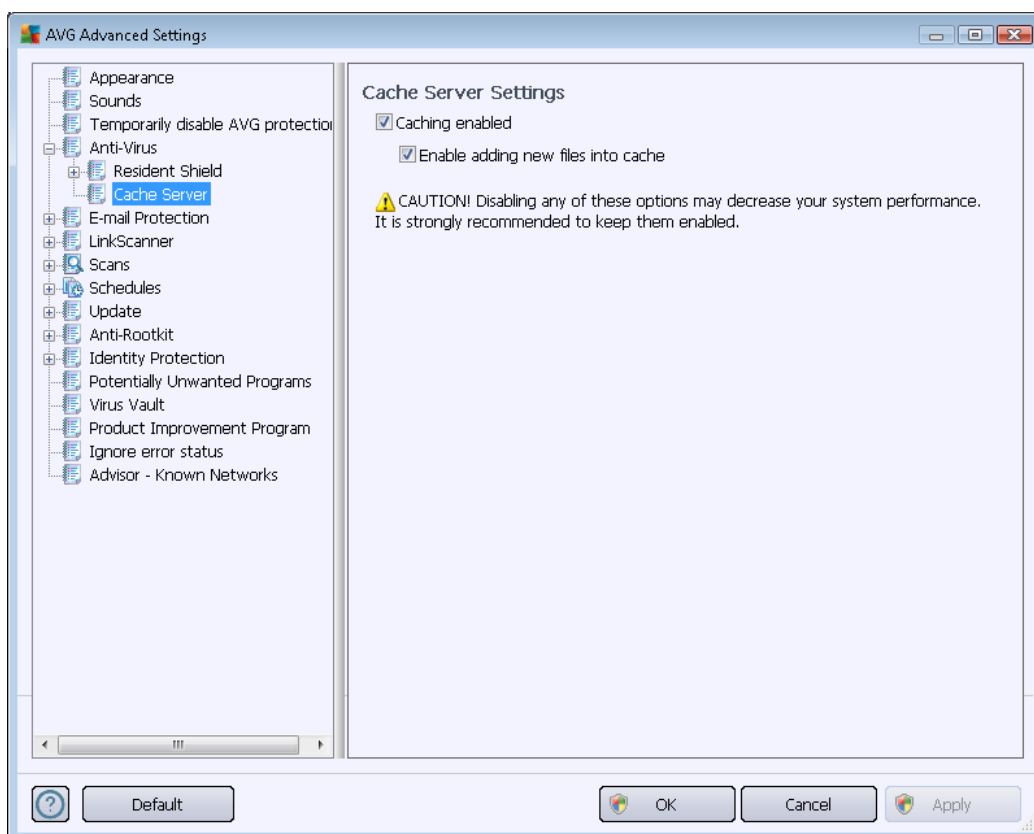 AVG Advanced Settings
Appearance
Sounds
Temporarily disable AVG protection
Anti-Virus
Resident Shield
Cache Server
E-mail Protection
LinkScanner
Scans
Schedules
Update
Anti-Rootkit
Identity Protection
Potentially Unwanted Programs
Virus Vault
Product Improvement Program
Ignore error status
Advisor - Known Networks
Cache Server Settings
Caching enabled
Enable adding new files into cache
CAUTION! Disabling any of these options may decrease your system performance.
It is strongly recommended to keep them enabled.
Default
OK
Cancel
Apply